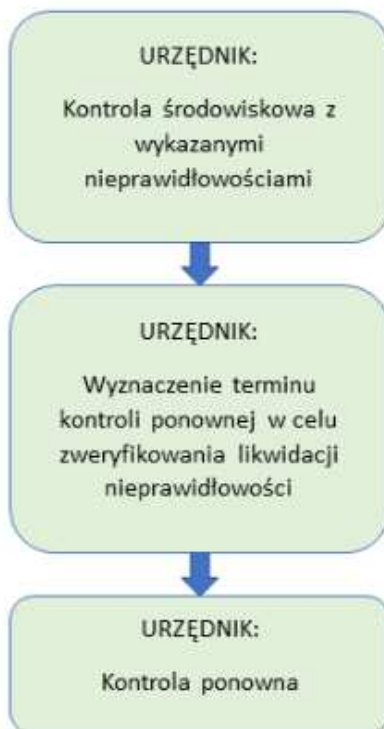 URZĘDNIK:
Kontrola środowiskowa z
wykazanymi
nieprawidłowościami
URZĘDNIK:
Wyznaczenie terminu
kontroli ponownej w celu
zweryfikowania likwidacji
nieprawidłowości
URZĘDNIK:
Kontrola ponowna